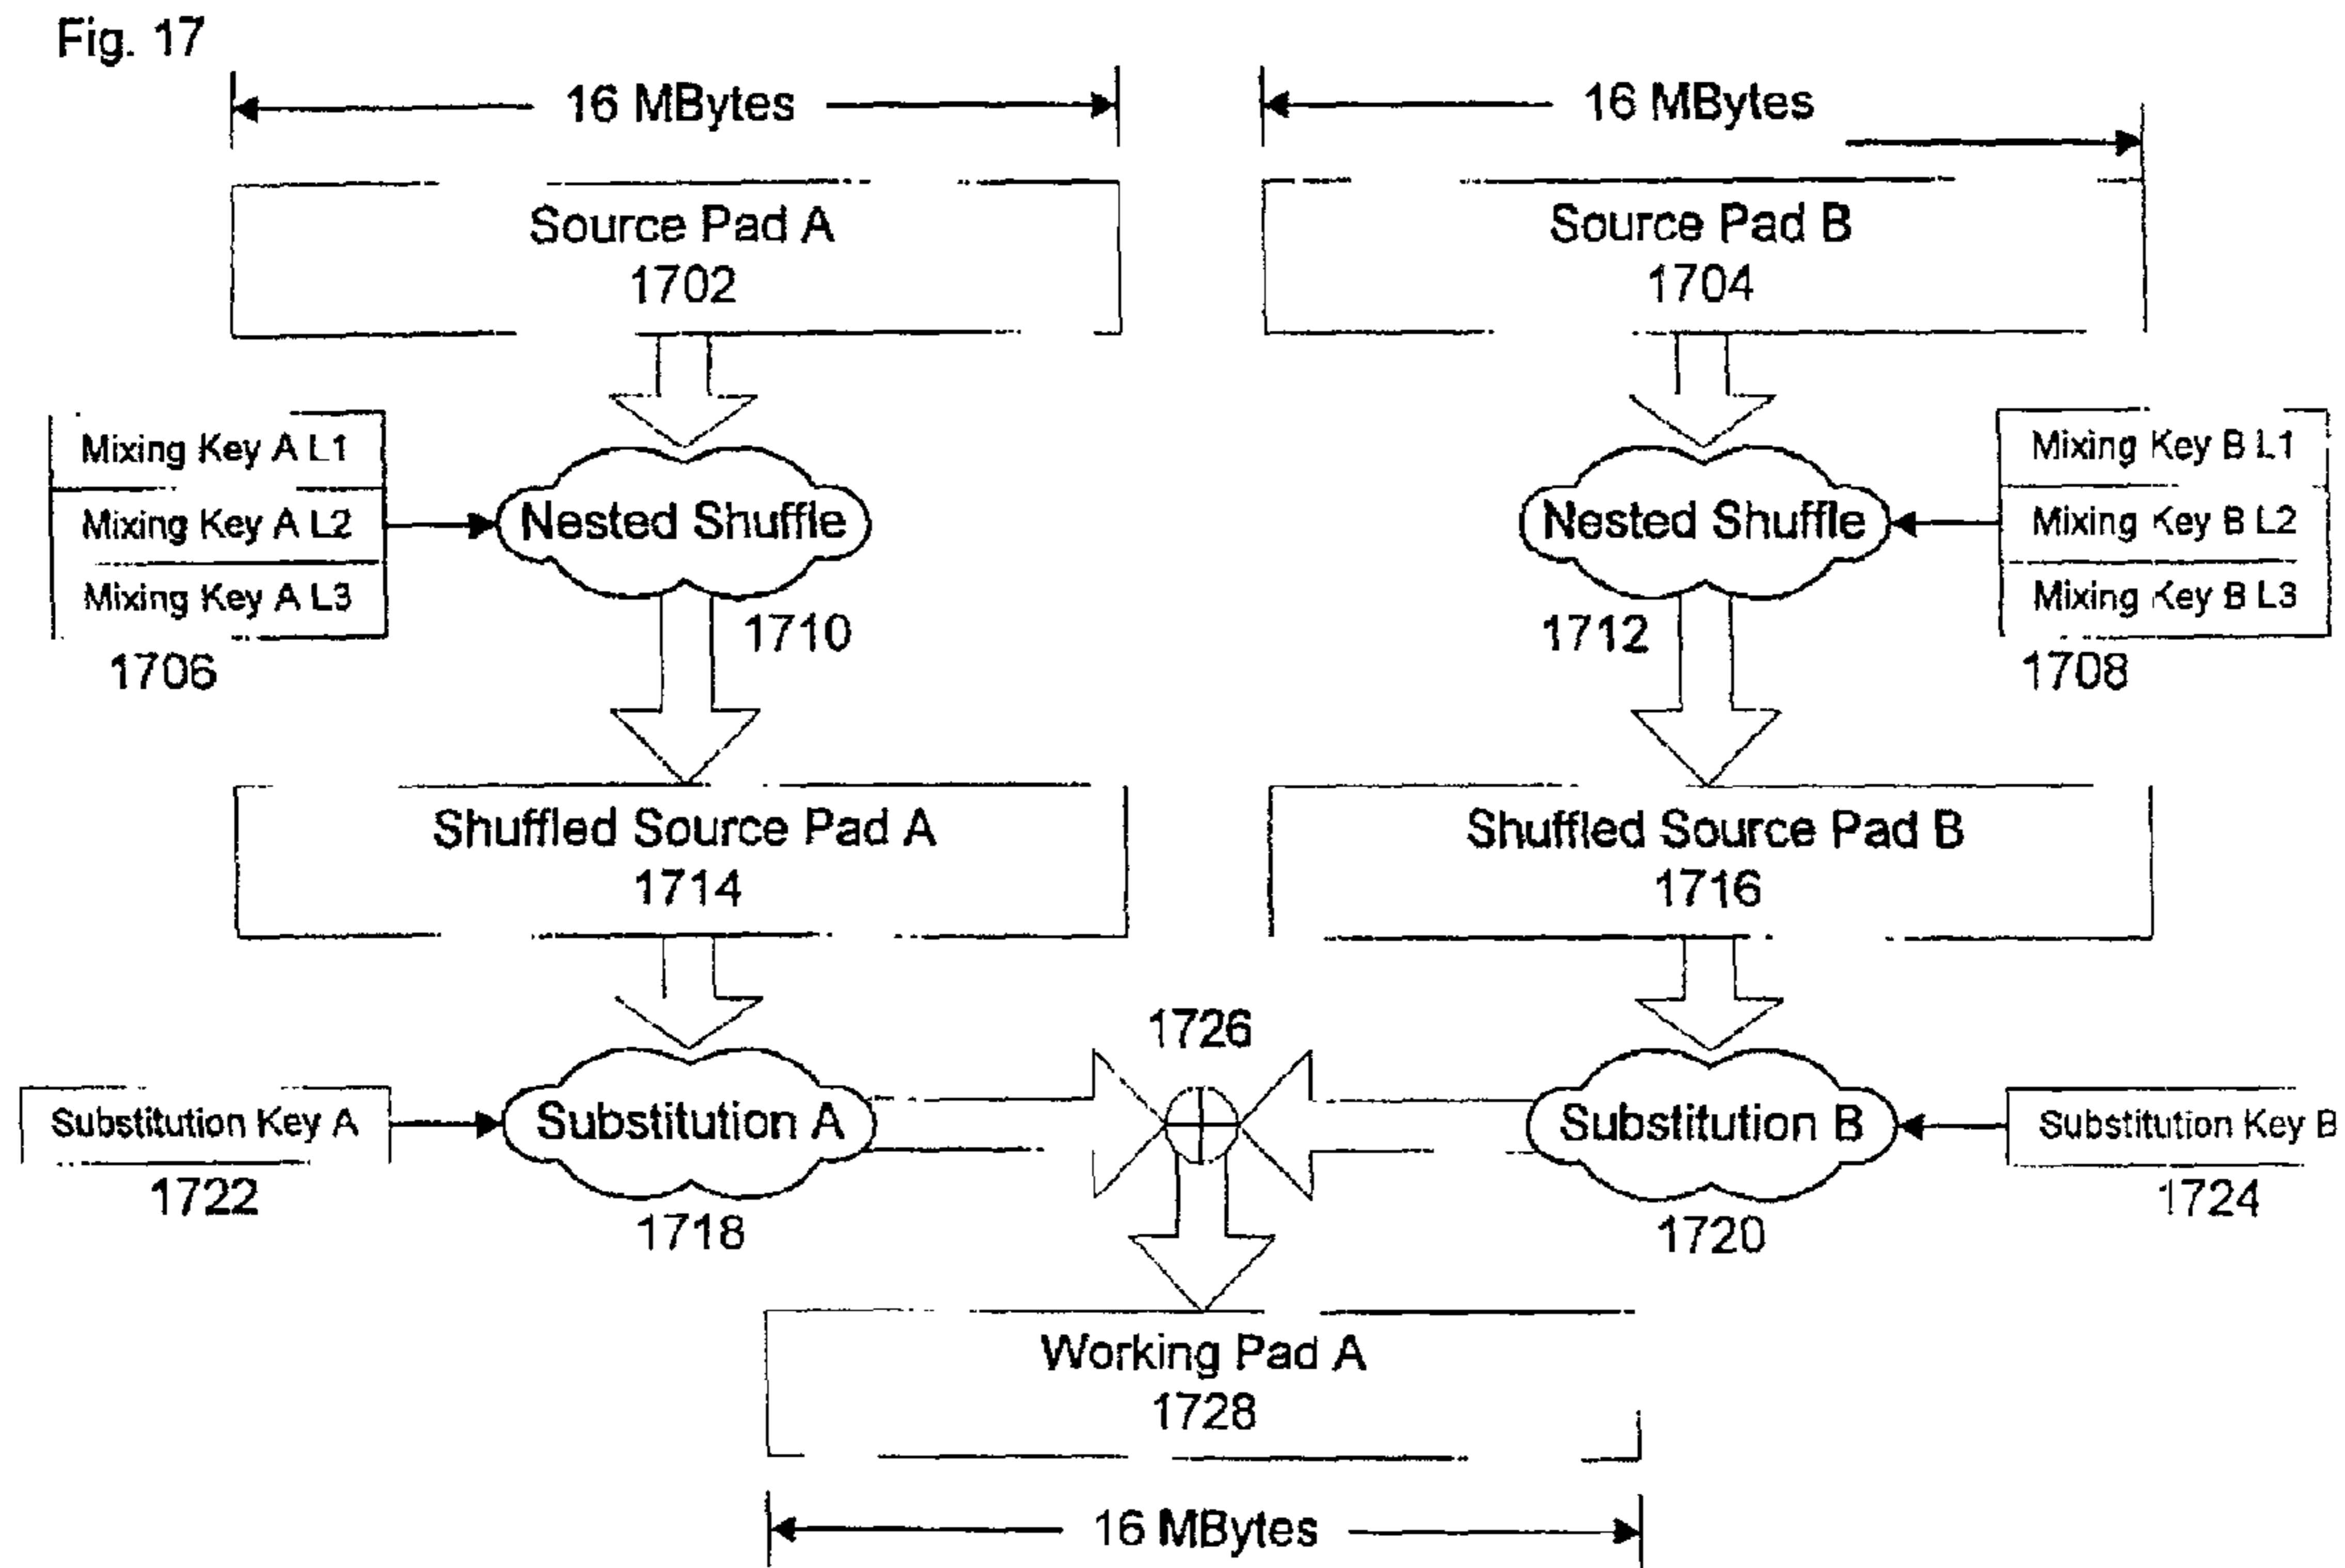 Fig. 17
16 MBytes
16 MBytes
Source Pad A
1702
Source Pad B
1704
Mixing Key A L1
Mixing Key A L2
Mixing Key A L3
1706
Nested Shuffle
1710
Nested Shuffle
1712
Mixing Key B L1
Mixing Key B L2
Mixing Key B L3
1708
Shuffled Source Pad A
1714
Shuffled Source Pad B
1716
1726
Substitution Key A
1722
Substitution A
1718
Substitution B
1720
Substitution Key B
1724
Working Pad A
1728
16 MBytes